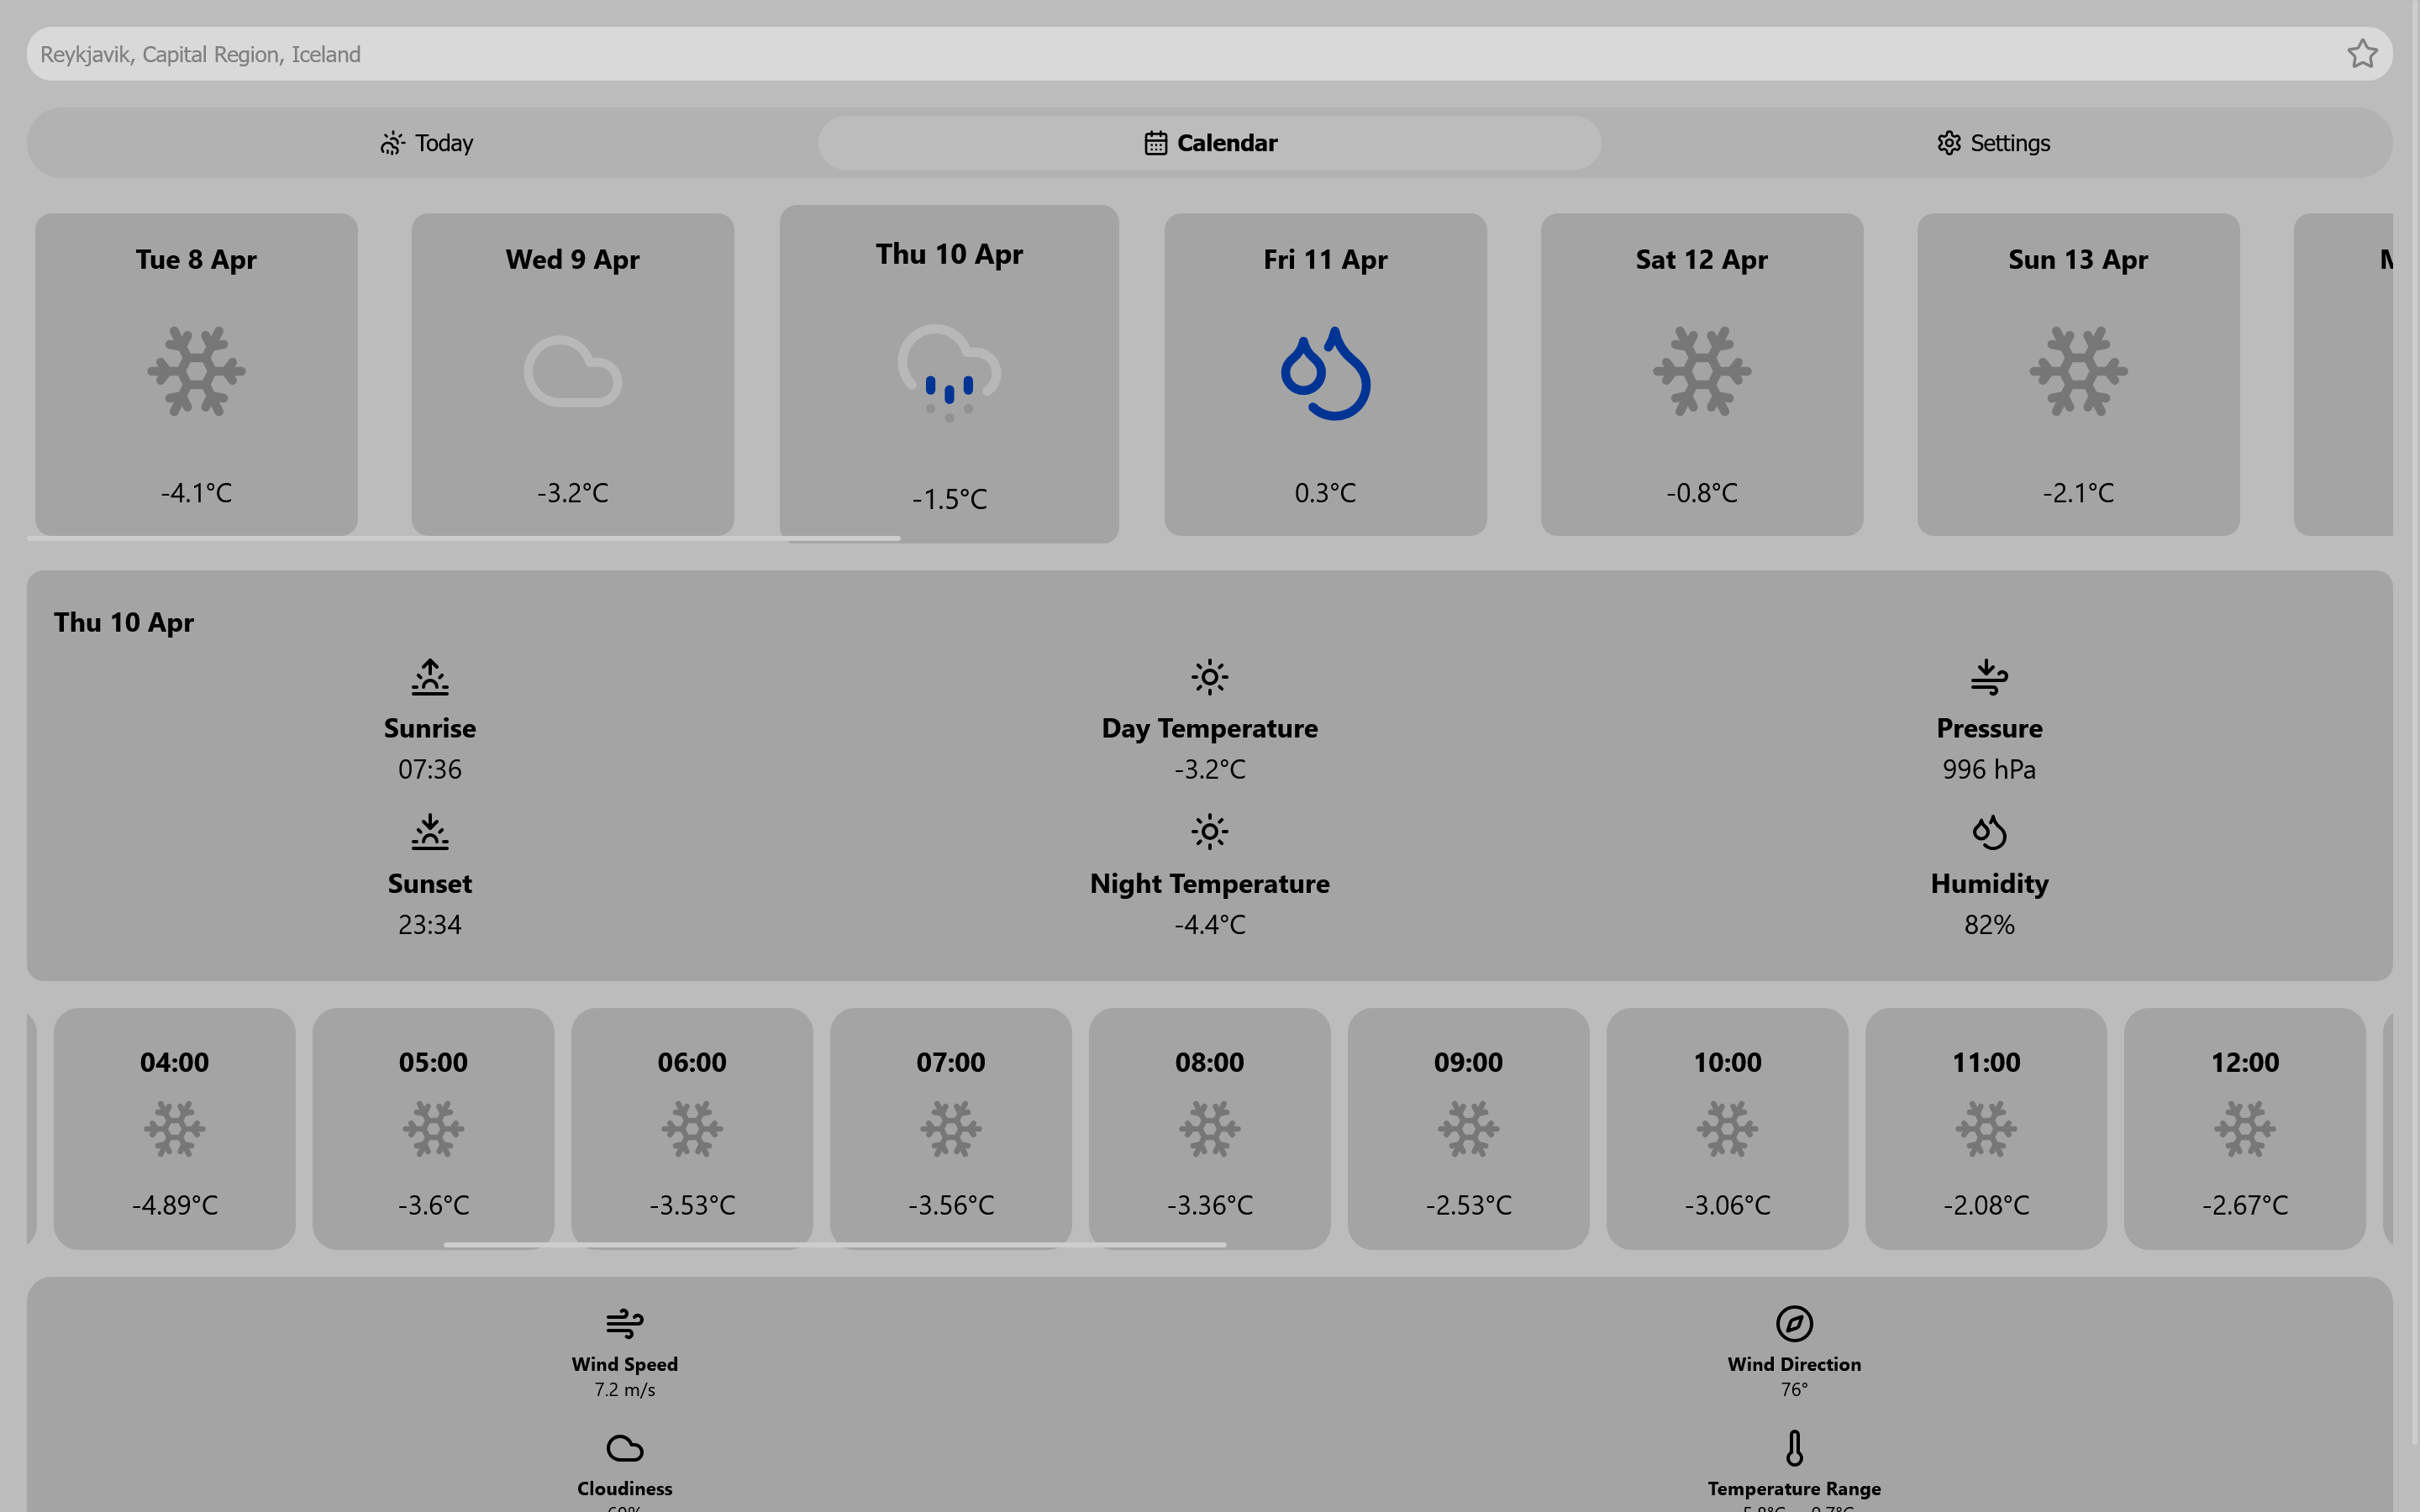 Reykjavik, Capital Region, Iceland
Today
Calendar
Settings
Tue 8 Apr
-4.1°C
Wed 9 Apr
-3.2°C
Thu 10 Apr
-1.5°C
Fri 11 Apr
0.3°C
Sat 12 Apr
-0.8°C
Sun 13 Apr
-2.1°C
Thu 10 Apr
Sunrise
07:36
Day Temperature
-3.2°C
Pressure
996 hPa
Sunset
23:34
Night Temperature
-4.4°C
Humidity
82%
04:00
-4.89°C
05:00
-3.6°C
06:00
-3.53°C
07:00
-3.56°C
08:00
-3.36°C
09:00
-2.53°C
10:00
-3.06°C
11:00
-2.08°C
12:00
-2.67°C
Wind Speed
7.2 m/s
Wind Direction
76°
Cloudiness
Temperature Range